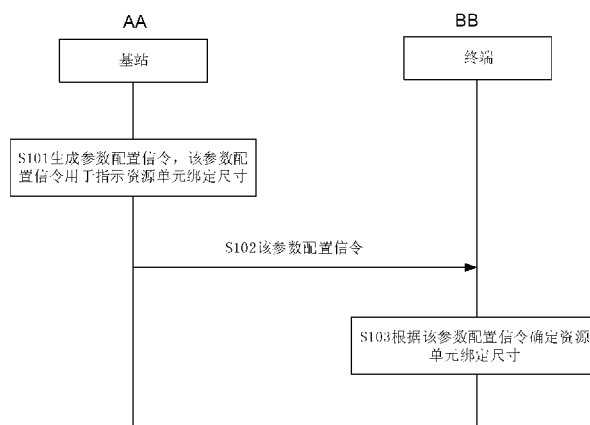 AA
BB
基站
终端
S101生成参数配置信令，该参数配
置信令用于指示资源单元绑定尺寸
S102该参数配置信令
S103根据该参数配置信令确定资源
单元绑定尺寸